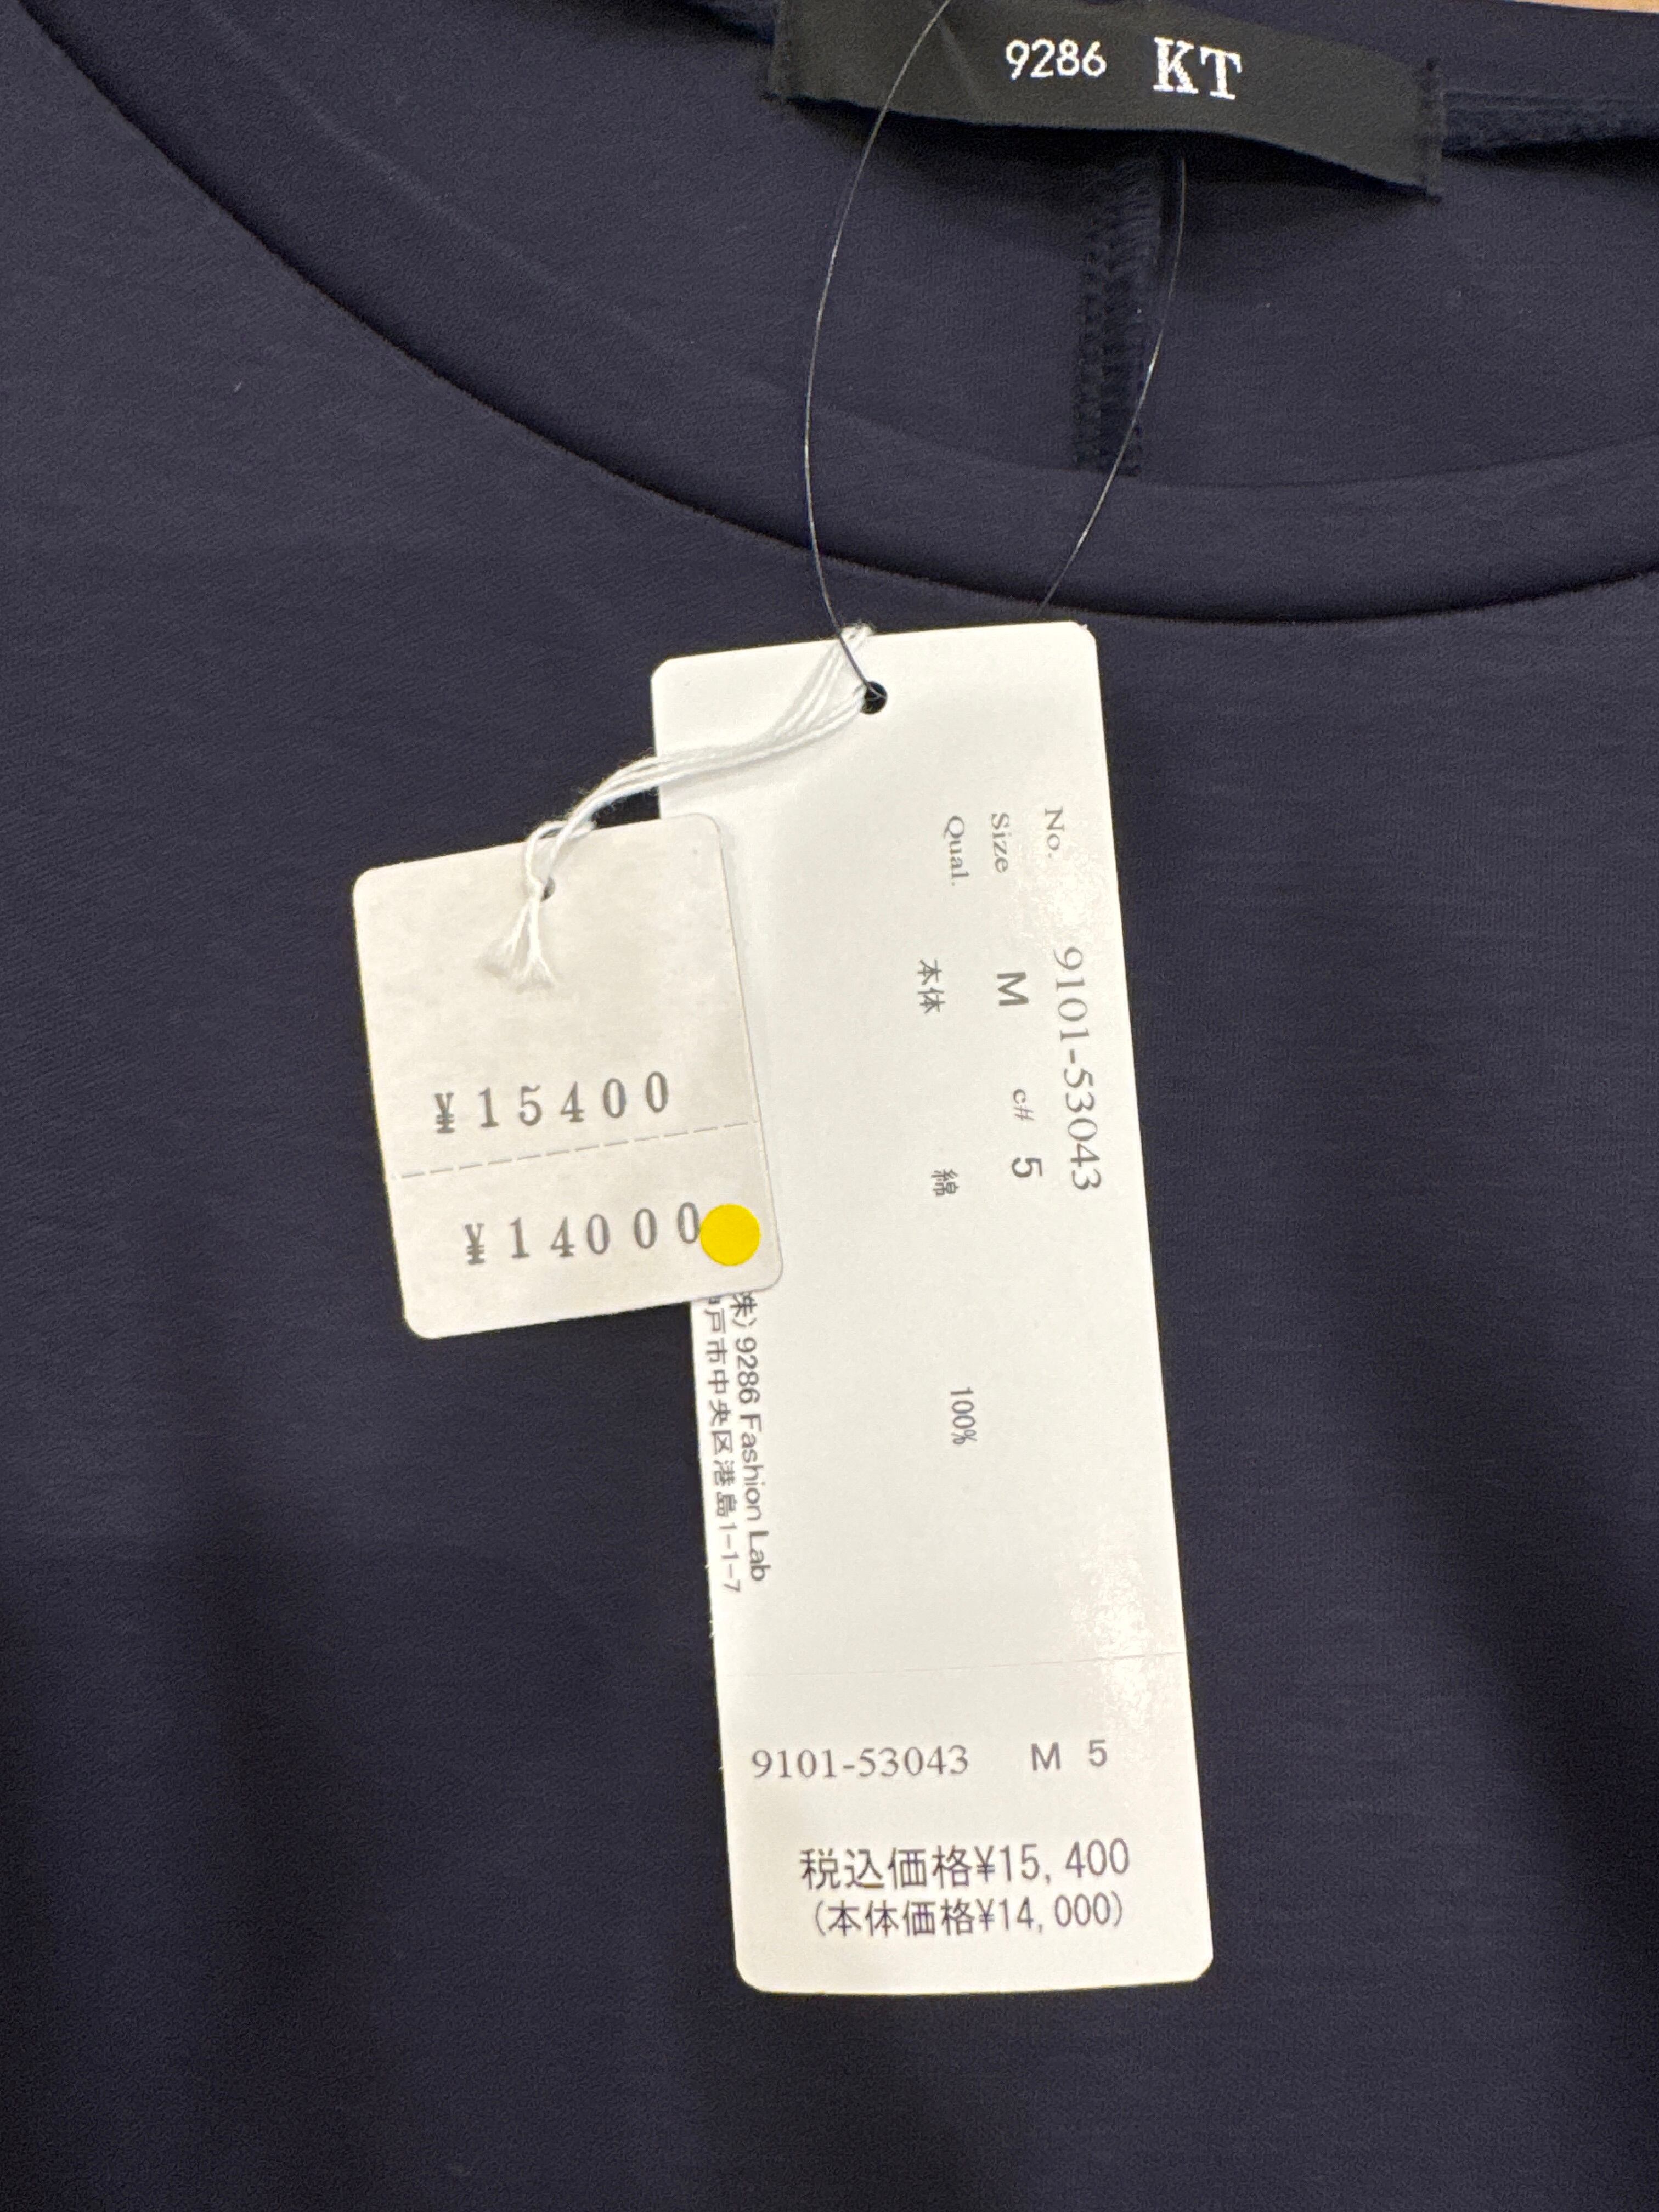 9286 KT
¥15400
¥14000
No. 9101-53043
Size M c# 5
Qual.
本体 綿 100%
株) 9286 Fashion Lab
戸市中央区港島1-1-7
9101-53043 M 5
税込価格¥15,400
(本体価格¥14,000)